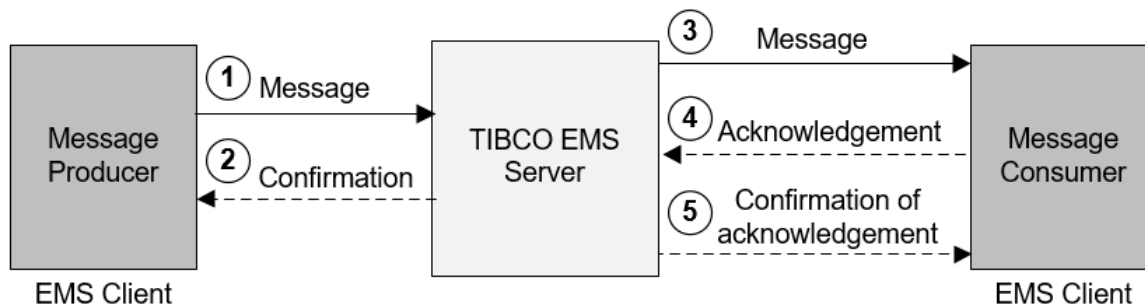 Message
Producer
EMS Client
1
Message
2
Confirmation
TIBCO EMS
Server
3
Message
4
Acknowledgement
5
Confirmation of
acknowledgement
Message
Consumer
EMS Client